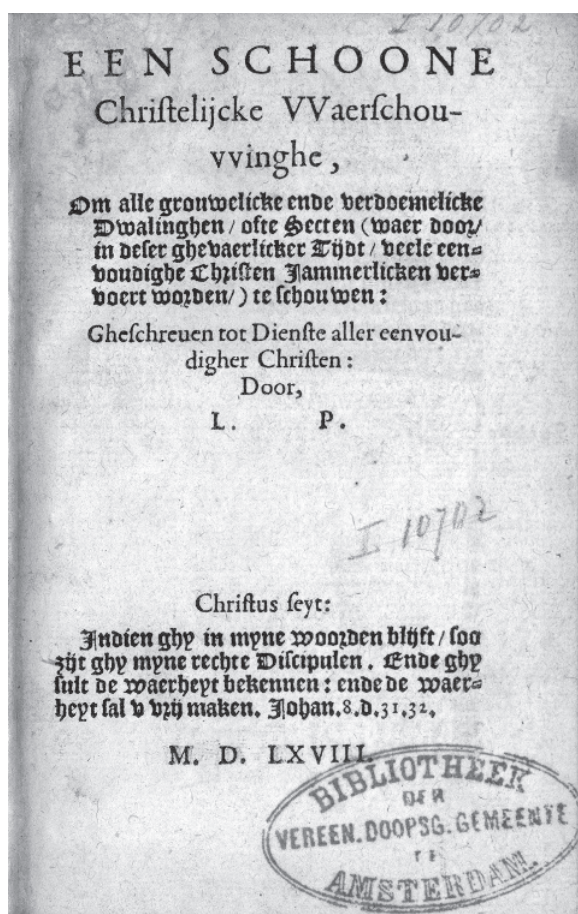 I 10702
EEN SCHOONE
Chriſtelijcke VVaerſchou-
vvinghe,
Om alle grouwelicke ende verdoemelicke
Dwalinghen / ofte Secten (waer door/
in deſer ghevaerlicker Tijdt / veele een⸗
voudighe Chriſten Jammerlicken ver⸗
voert worden/) te ſchouwen:
Gheſchreuen tot Dienſte aller eenvou-
digher Chriſten:
Door,
L. P.
I 10702
Chriſtus ſeyt:
Indien ghy in myne woorden blijft / ſoo
zijt ghy myne rechte Diſcipulen. Ende ghy
ſult de waerheyt bekennen: ende de waer⸗
heyt ſal v vrij maken. Johan.8.d.31.32.
M. D. LXVIII.
BIBLIOTHEEK
DER
VEREEN. DOOPSG. GEMEENTE
TE
AMSTERDAM.